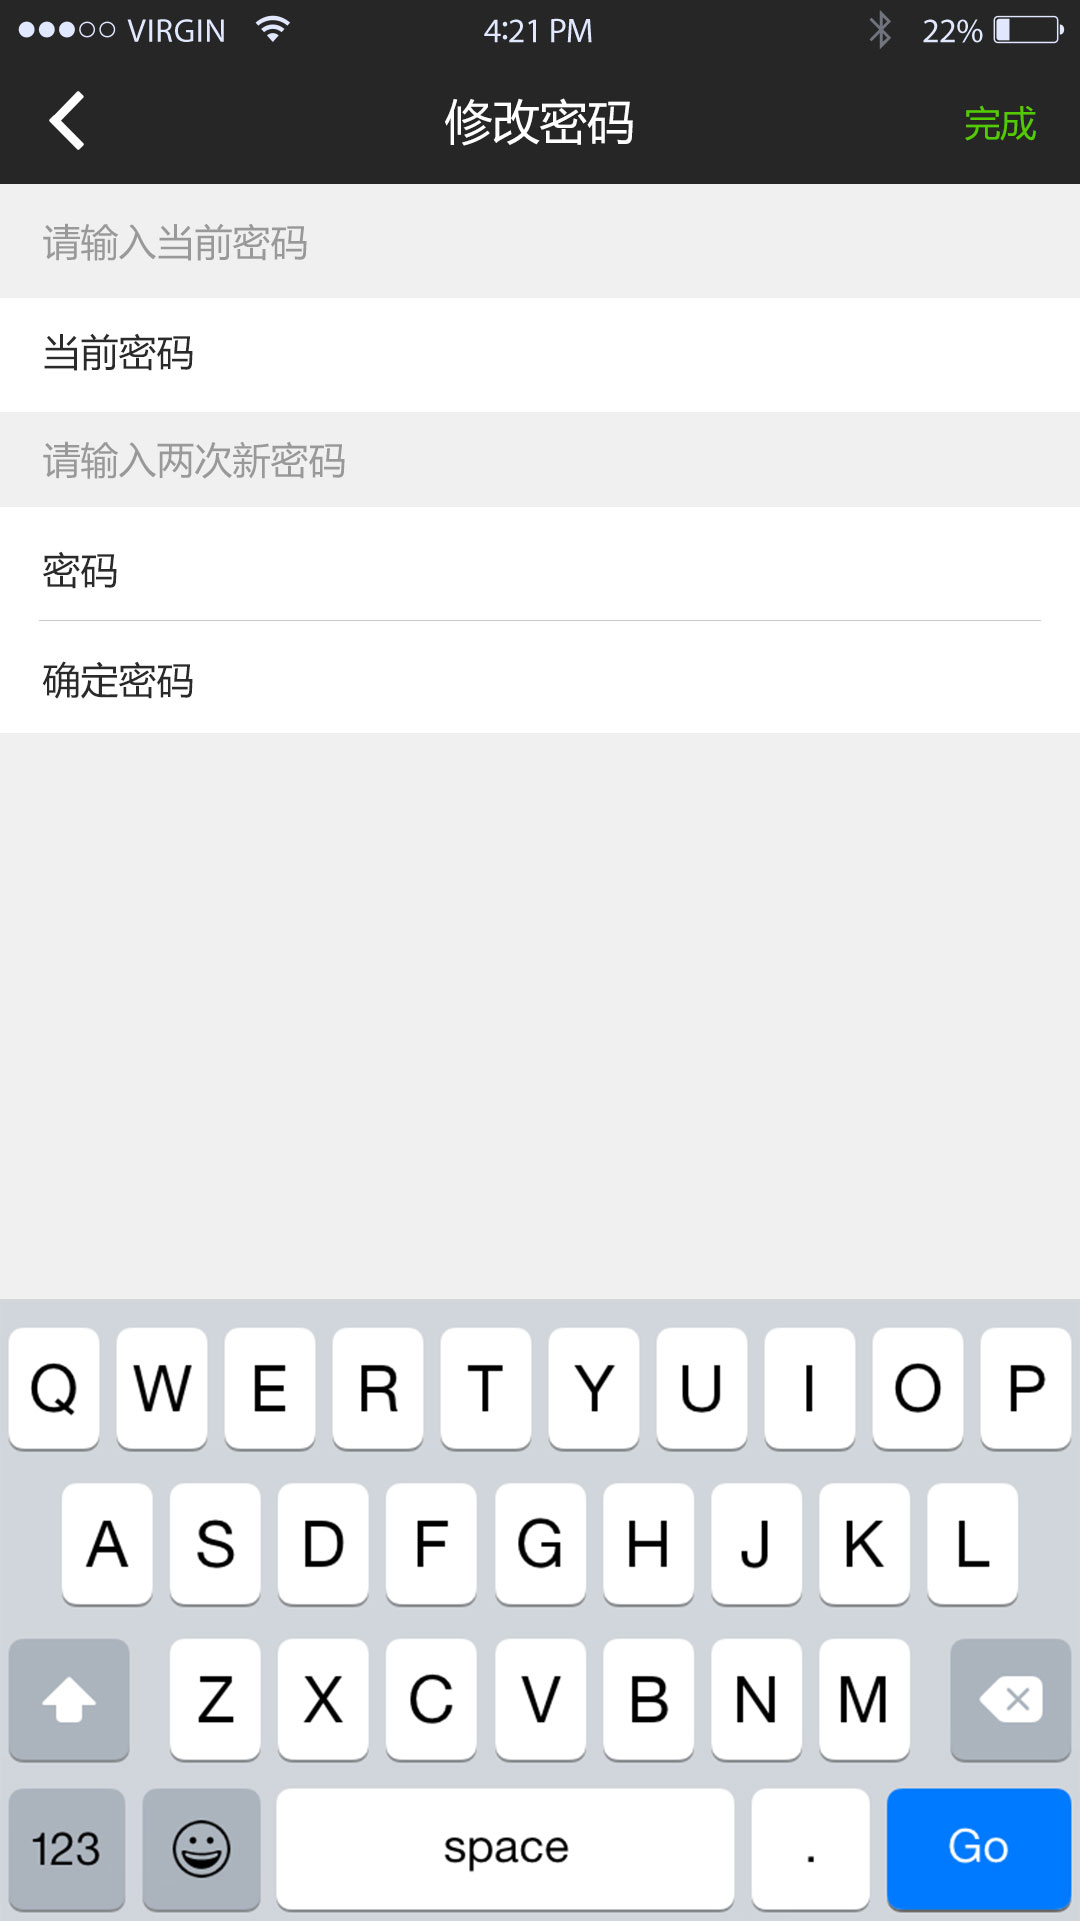 VIRGIN 4:21 PM 22%
修改密码 完成
请输入当前密码
当前密码
请输入两次新密码
密码
确定密码
Q W E R T Y U I O P
A S D F G H J K L
Z X C V B N M
123 space . Go